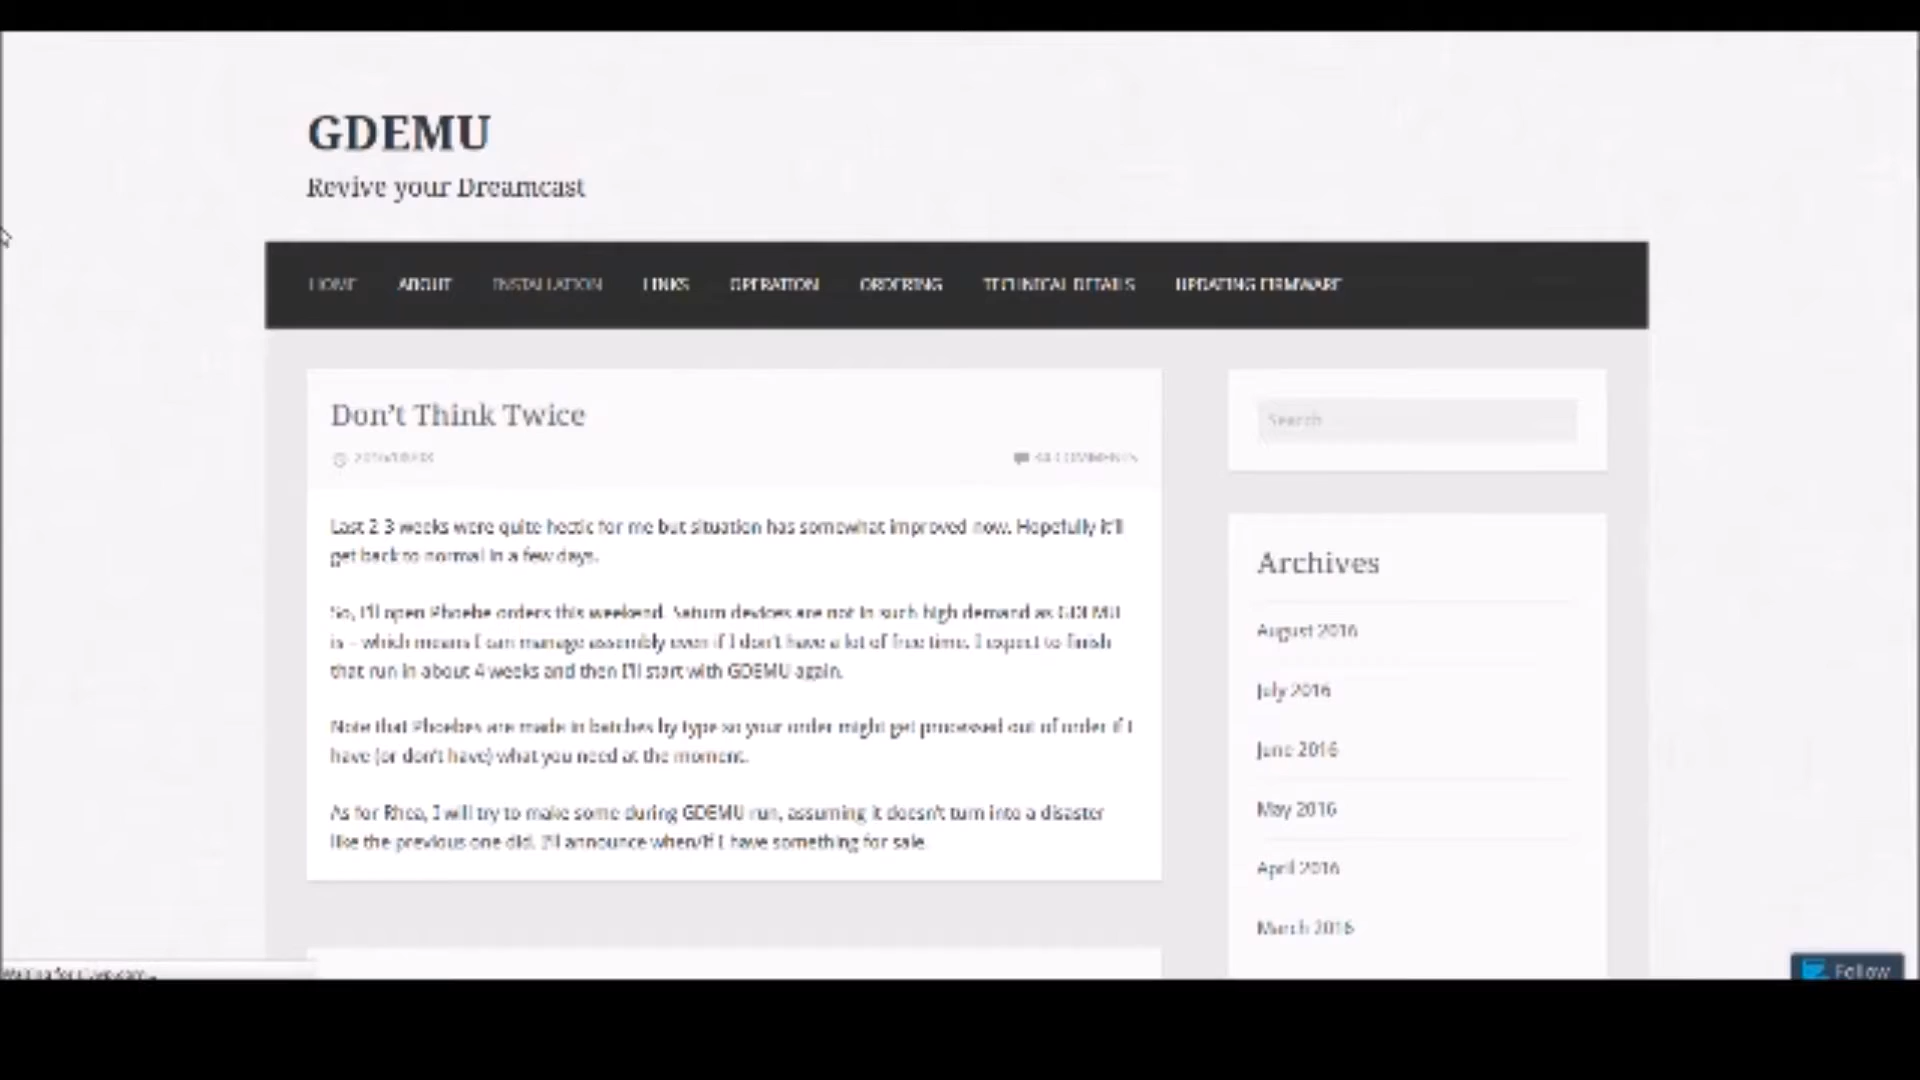 GDEMU
Revive your Dreamcast
HOME ABOUT INSTALLATION LINKS OPERATION ORDERING TECHNICAL DETAILS UPDATING FIRMWARE
Don't Think Twice
COMMENTS
Last 2-3 weeks were quite hectic for me but situation has somewhat improved now. Hopefully it'll
get back to normal in a few days.
So, I'll open Phoebe orders this weekend. Saturn devices are not in such high demand as GDEMU
is – which means I can manage assembly even if I don't have a lot of free time. I expect to finish
that run in about 4 weeks and then I'll start with GDEMU again.
Note that Phoebes are made in batches by type so your order might get processed out of order if I
have (or don't have) what you need at the moment.
As for Rhea, I will try to make some during GDEMU run, assuming it doesn't turn into a disaster
like the previous one did. I'll announce when/if I have something for sale.
Search
Archives
August 2016
July 2016
June 2016
May 2016
April 2016
March 2016
Waiting for
Follow